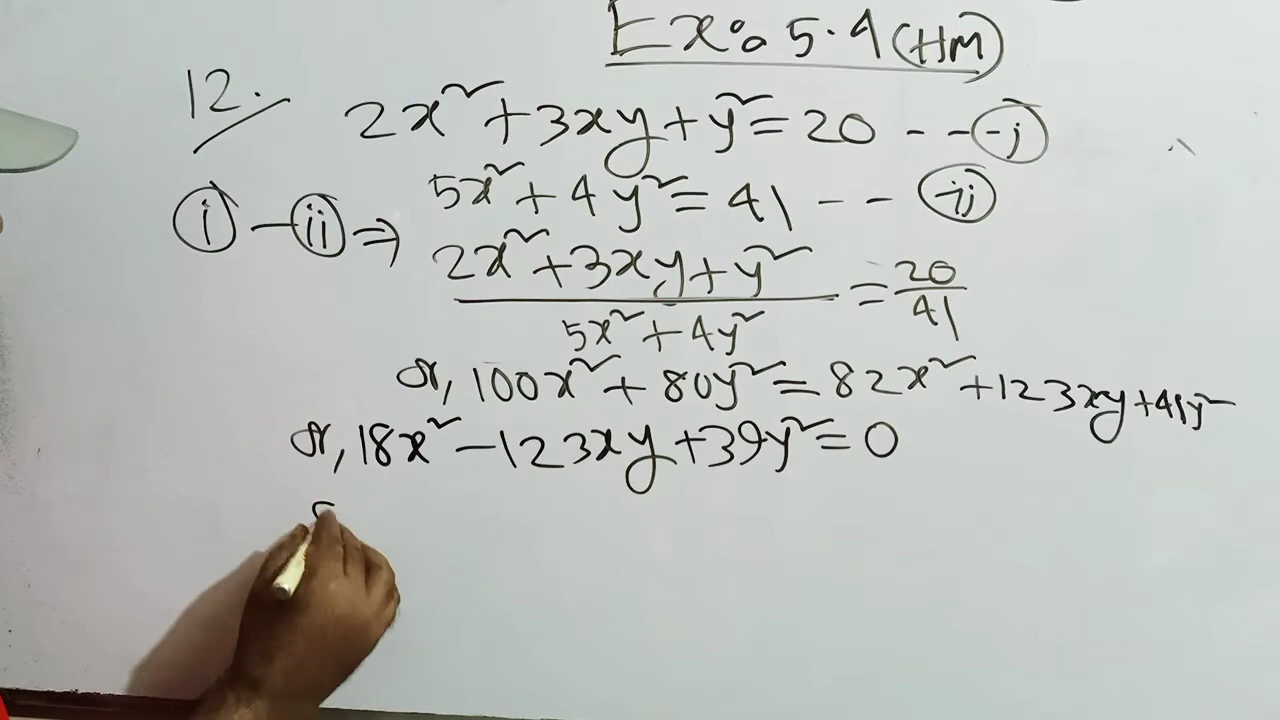 Ex: 5.4 (HM)
12. 2x² + 3xy + y² = 20 - - - i
5x² + 4y² = 41 - - - ii
i - ii ⇒ 2x² + 3xy + y² / 5x² + 4y² = 20/41
or, 100x² + 80y² = 82x² + 123xy + 41y²
or, 18x² - 123xy + 39y² = 0